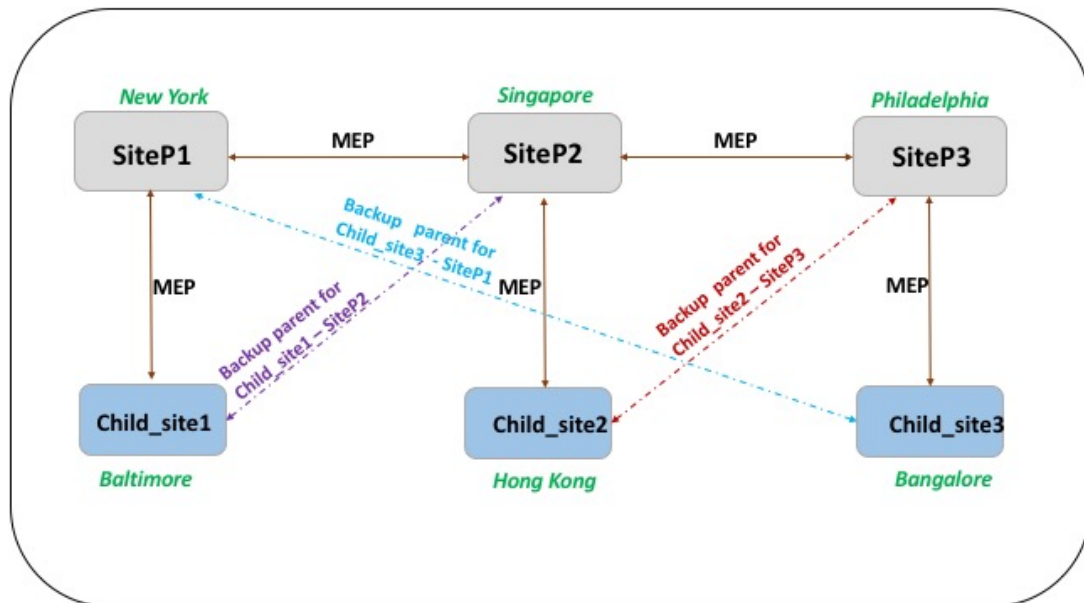 New York
Singapore
Philadelphia
SiteP1
MEP
SiteP2
MEP
SiteP3
Backup parent for
Child_site3 - SiteP1
Backup parent for
Child_site1 – SiteP2
Backup parent for
Child_site2 – SiteP3
MEP
MEP
MEP
Child_site1
Child_site2
Child_site3
Baltimore
Hong Kong
Bangalore